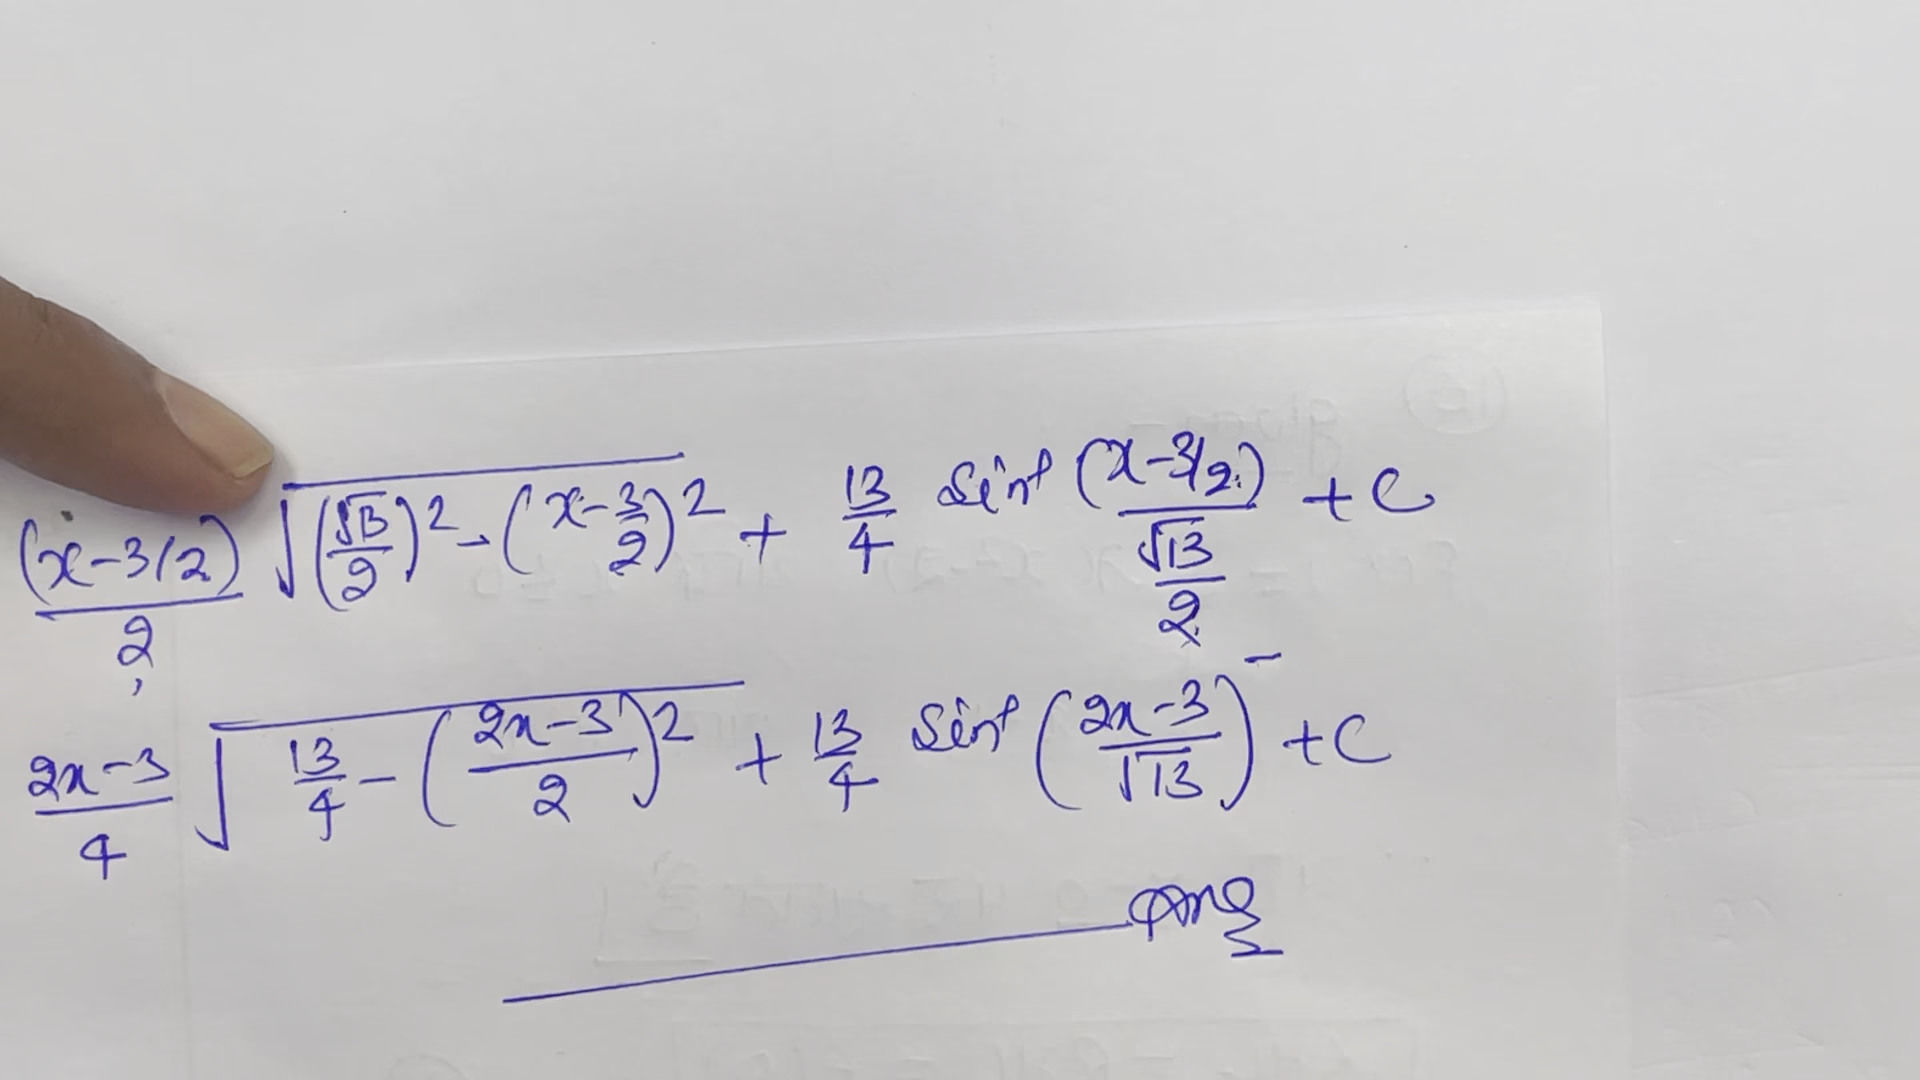 (x-3/2)/2 √((√13/2)² - (x-3/2)²) + 13/4 sin⁻¹ (x-3/2)/(√13/2) + C
(2x-3)/4 √(13/4 - ((2x-3)/2)²) + 13/4 sin⁻¹ ((2x-3)/√13) + C
Ans